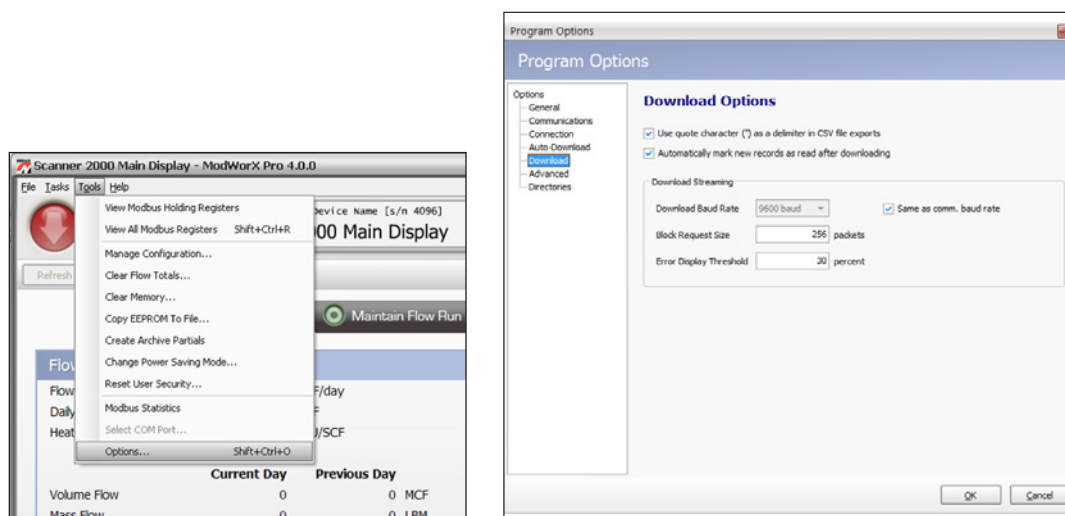 Scanner 2000 Main Display - ModWorX Pro 4.0.0
File Tasks Tools Help
View Modbus Holding Registers
View All Modbus Registers Shift+Ctrl+R
Manage Configuration...
Clear Flow Totals...
Clear Memory...
Copy EEPROM To File...
Create Archive Partials
Change Power Saving Mode...
Reset User Security...
Modbus Statistics
Select COM Port...
Options... Shift+Ctrl+O
Device Name [s/n 4096]
000 Main Display
Refresh
Maintain Flow Run
Flow
Flow F/day
Daily F
Heat J/SCF
Current Day Previous Day
Volume Flow 0 0 MCF
Mass Flow 0 0 LBM
Program Options
Program Options
Options
General
Communications
Connection
Auto-Download
Download
Advanced
Directories
Download Options
Use quote character (") as a delimiter in CSV file exports
Automatically mark new records as read after downloading
Download Streaming
Download Baud Rate 9600 baud Same as comm. baud rate
Block Request Size 256 packets
Error Display Threshold 20 percent
OK Cancel